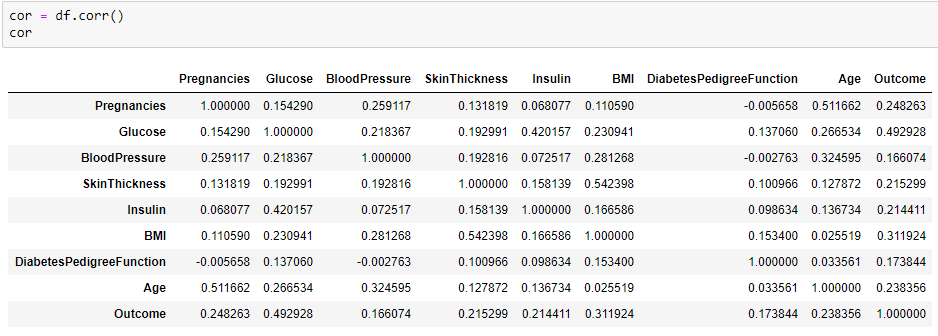 cor = df.corr()
cor
Pregnancies Glucose BloodPressure SkinThickness Insulin BMI DiabetesPedigreeFunction Age Outcome
Pregnancies 1.000000 0.154290 0.259117 0.131819 0.068077 0.110590 -0.005658 0.511662 0.248263
Glucose 0.154290 1.000000 0.218367 0.192991 0.420157 0.230941 0.137060 0.266534 0.492928
BloodPressure 0.259117 0.218367 1.000000 0.192816 0.072517 0.281268 -0.002763 0.324595 0.166074
SkinThickness 0.131819 0.192991 0.192816 1.000000 0.158139 0.542398 0.100966 0.127872 0.215299
Insulin 0.068077 0.420157 0.072517 0.158139 1.000000 0.166586 0.098634 0.136734 0.214411
BMI 0.110590 0.230941 0.281268 0.542398 0.166586 1.000000 0.153400 0.025519 0.311924
DiabetesPedigreeFunction -0.005658 0.137060 -0.002763 0.100966 0.098634 0.153400 1.000000 0.033561 0.173844
Age 0.511662 0.266534 0.324595 0.127872 0.136734 0.025519 0.033561 1.000000 0.238356
Outcome 0.248263 0.492928 0.166074 0.215299 0.214411 0.311924 0.173844 0.238356 1.000000